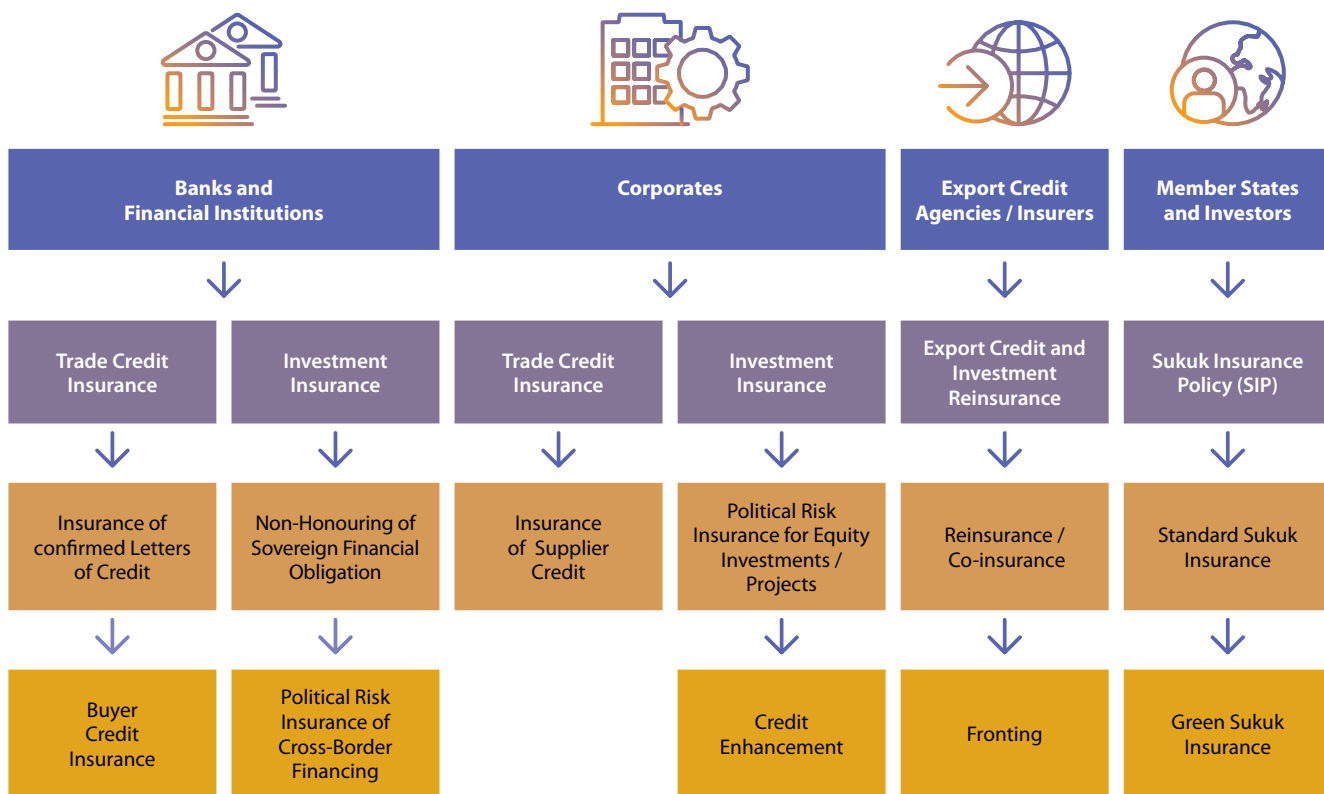 Banks and
Financial Institutions
Corporates
Export Credit
Agencies / Insurers
Member States
and Investors
Trade Credit
Insurance
Investment
Insurance
Trade Credit
Insurance
Investment
Insurance
Export Credit and
Investment
Reinsurance
Sukuk Insurance
Policy (SIP)
Insurance of
confirmed Letters
of Credit
Non-Honouring of
Sovereign Financial
Obligation
Insurance
of Supplier
Credit
Political Risk
Insurance for Equity
Investments /
Projects
Reinsurance /
Co-insurance
Standard Sukuk
Insurance
Buyer
Credit
Insurance
Political Risk
Insurance of
Cross-Border
Financing
Credit
Enhancement
Fronting
Green Sukuk
Insurance